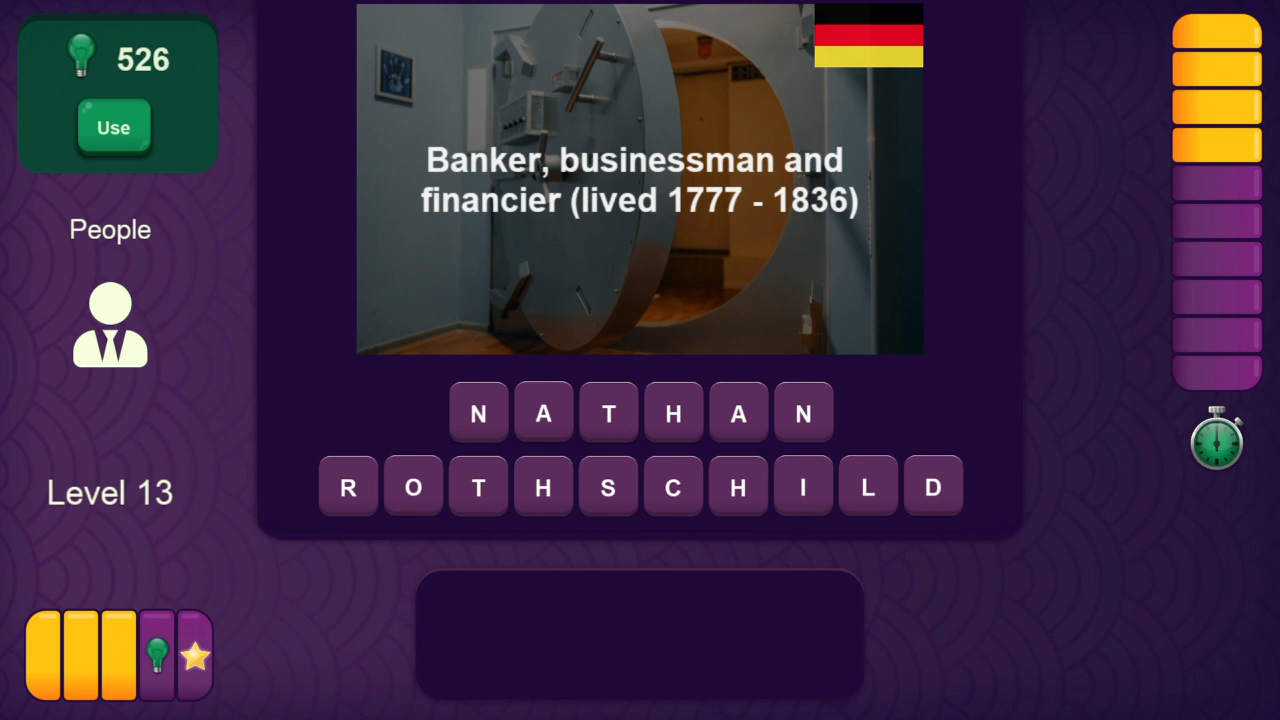 526
Use
People
Level 13
Banker, businessman and
financier (lived 1777 - 1836)
NATHAN
ROTHSCHILD